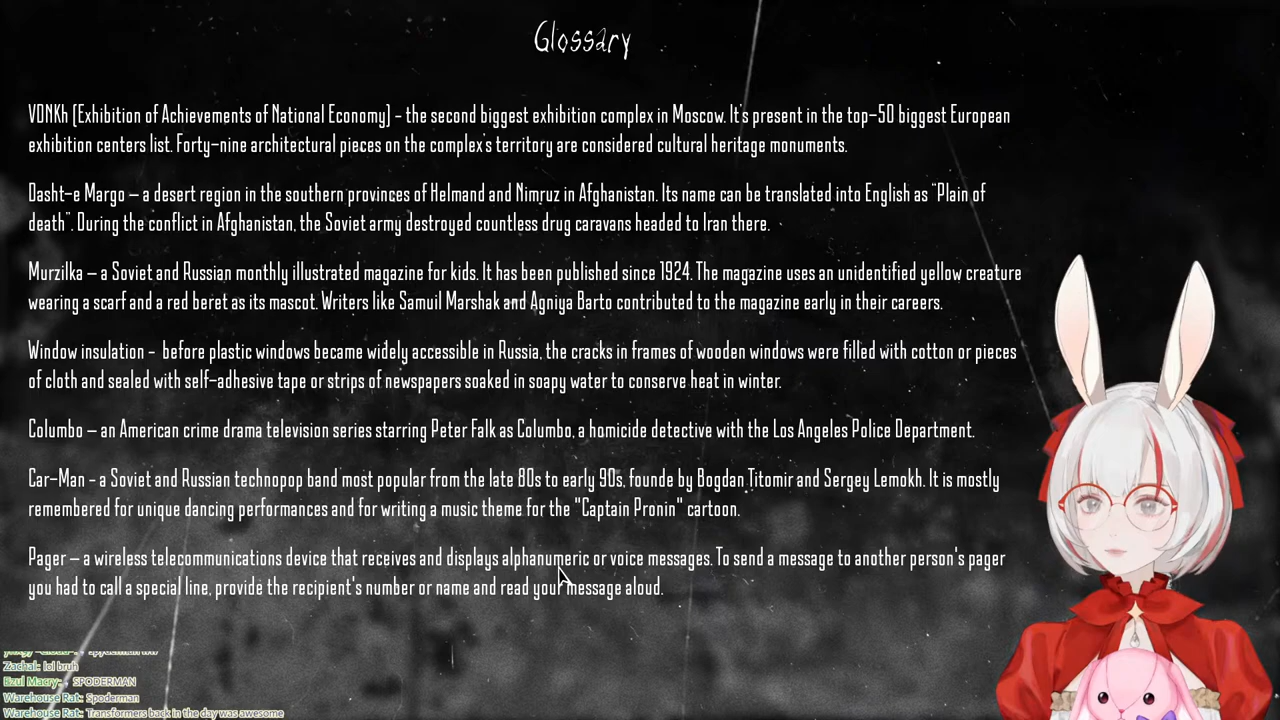 Glossary
VDNKh (Exhibition of Achievements of National Economy) - the second biggest exhibition complex in Moscow. It's present in the top-50 biggest European
exhibition centers list. Forty-nine architectural pieces on the complex's territory are considered cultural heritage monuments.
Dasht-e Margo – a desert region in the southern provinces of Helmand and Nimruz in Afghanistan. Its name can be translated into English as "Plain of
death". During the conflict in Afghanistan, the Soviet army destroyed countless drug caravans headed to Iran there.
Murzilka – a Soviet and Russian monthly illustrated magazine for kids. It has been published since 1924. The magazine uses an unidentified yellow creature
wearing a scarf and a red beret as its mascot. Writers like Samuil Marshak and Agniya Barto contributed to the magazine early in their careers.
Window insulation - before plastic windows became widely accessible in Russia, the cracks in frames of wooden windows were filled with cotton or pieces
of cloth and sealed with self-adhesive tape or strips of newspapers soaked in soapy water to conserve heat in winter.
Columbo – an American crime drama television series starring Peter Falk as Columbo, a homicide detective with the Los Angeles Police Department.
Car-Man - a Soviet and Russian technopop band most popular from the late 80s to early 90s, founde by Bogdan Titomir and Sergey Lemokh. It is mostly
remembered for unique dancing performances and for writing a music theme for the "Captain Pronin" cartoon.
Pager – a wireless telecommunications device that receives and displays alphanumeric or voice messages. To send a message to another person's pager
you had to call a special line, provide the recipient's number or name and read your message aloud.
Zachal: lol bruh
SPODERMAN
Warehouse Rat: Spoderman
Warehouse Rat: Transformers back in the day was awesome